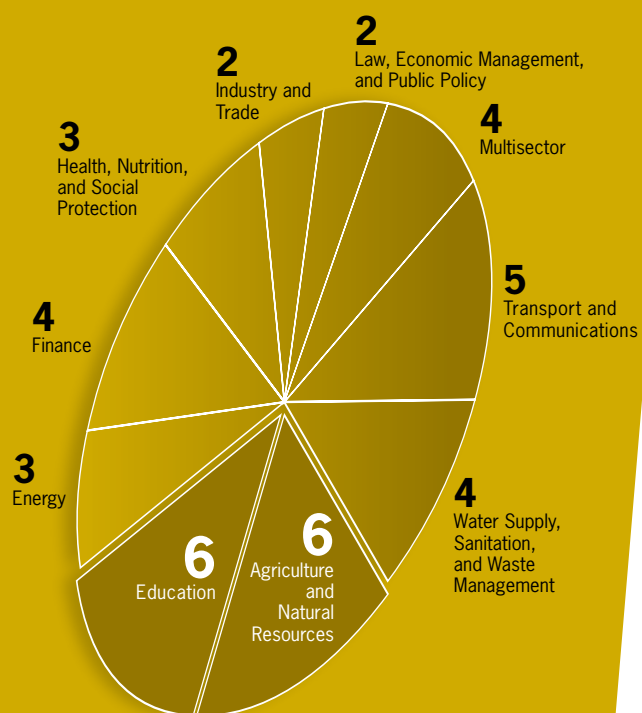 2
Law, Economic Management,
and Public Policy
2
Industry and
Trade
4
Multisector
3
Health, Nutrition,
and Social
Protection
5
Transport and
Communications
4
Finance
3
Energy
4
Water Supply,
Sanitation,
and Waste
Management
6
Education
6
Agriculture
and
Natural
Resources